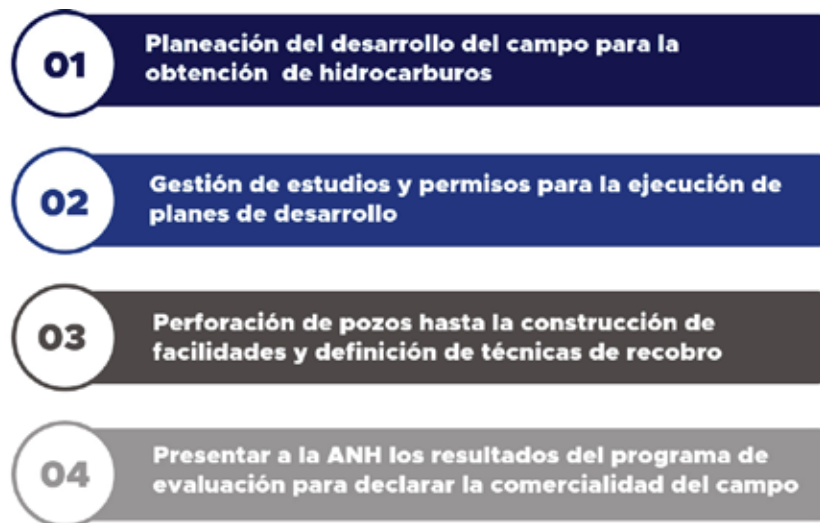 01
Planeación del desarrollo del campo para la
obtención de hidrocarburos
02
Gestión de estudios y permisos para la ejecución de
planes de desarrollo
03
Perforación de pozos hasta la construcción de
facilidades y definición de técnicas de recobro
04
Presentar a la ANH los resultados del programa de
evaluación para declarar la comercialidad del campo